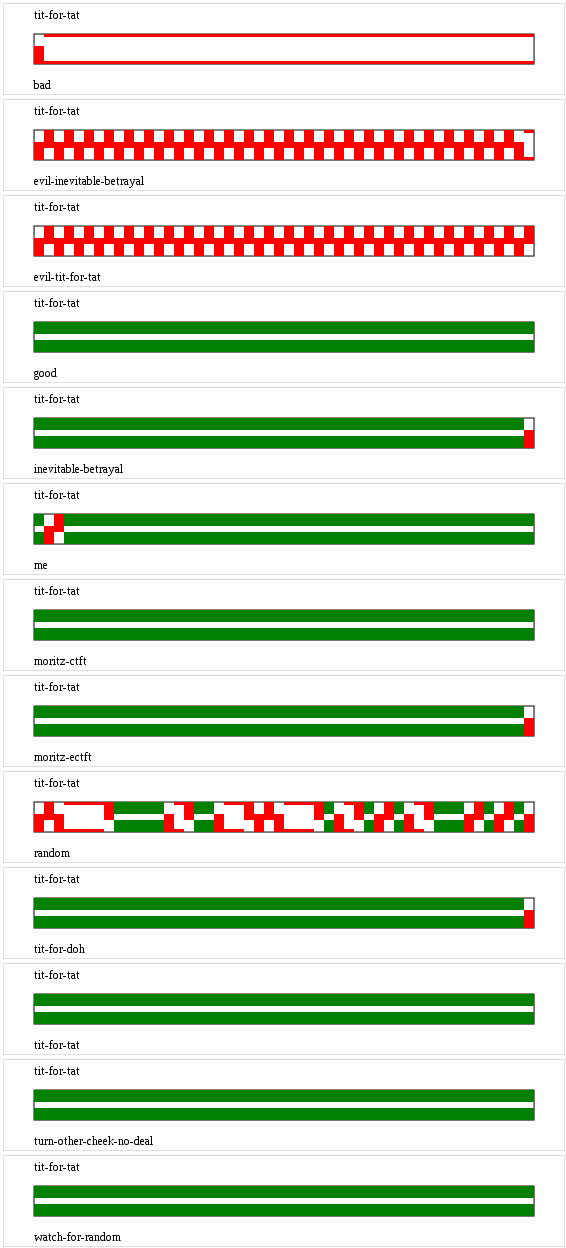 tit-for-tat
bad
tit-for-tat
evil-inevitable-betrayal
tit-for-tat
evil-tit-for-tat
tit-for-tat
good
tit-for-tat
inevitable-betrayal
tit-for-tat
me
tit-for-tat
moritz-ctft
tit-for-tat
moritz-ectft
tit-for-tat
random
tit-for-tat
tit-for-doh
tit-for-tat
tit-for-tat
tit-for-tat
turn-other-cheek-no-deal
tit-for-tat
watch-for-random